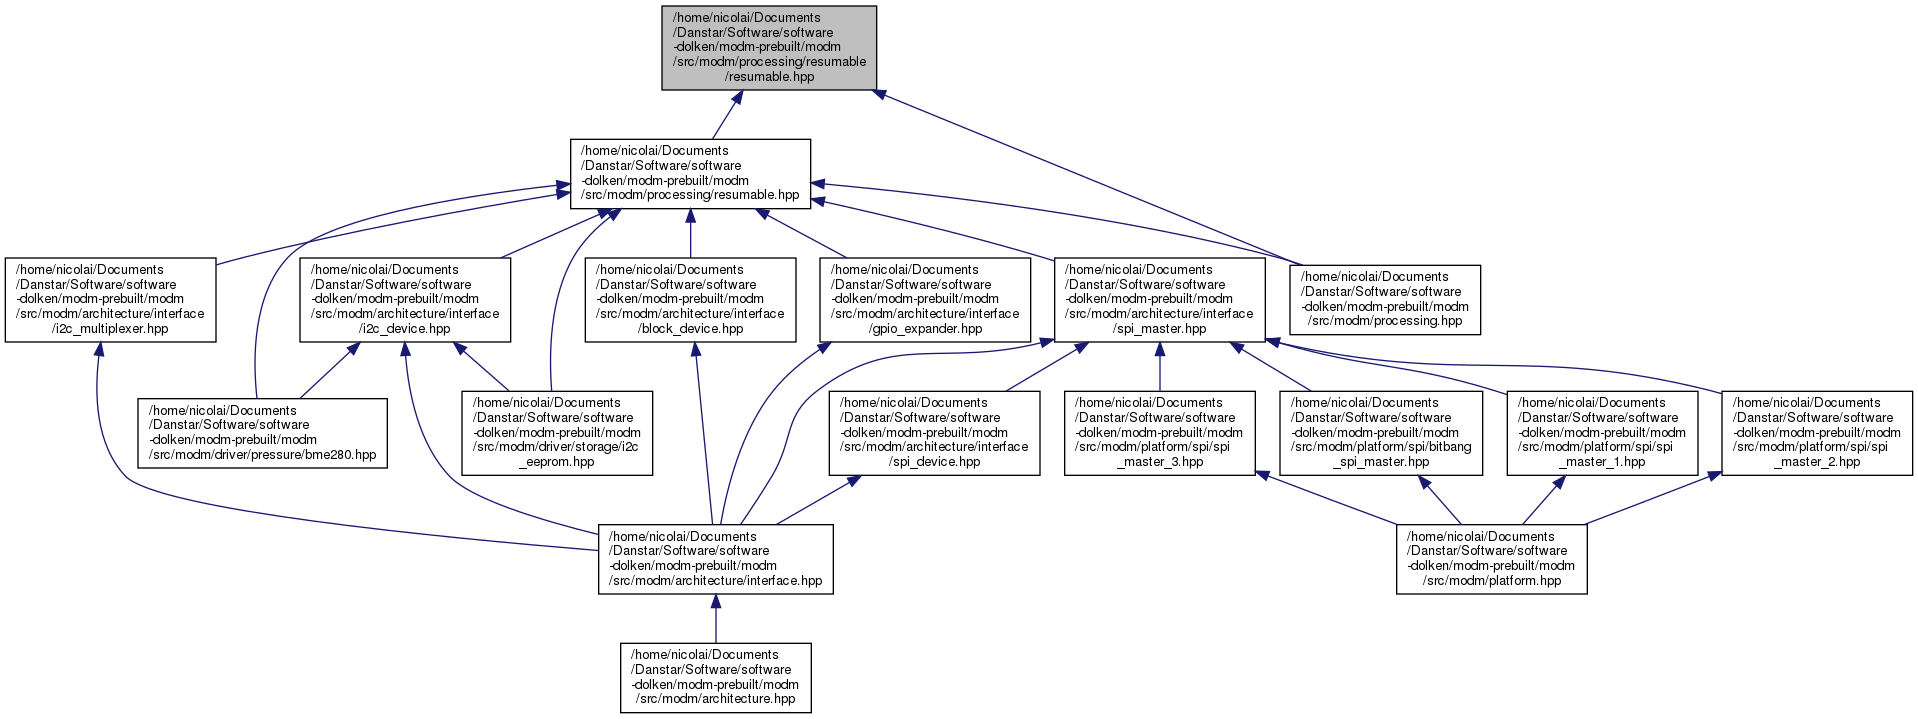 /home/nicolai/Documents
/Danstar/Software/software
-dolken/modm-prebuilt/modm
/src/modm/processing/resumable
/resumable.hpp
/home/nicolai/Documents
/Danstar/Software/software
-dolken/modm-prebuilt/modm
/src/modm/processing/resumable.hpp
/home/nicolai/Documents
/Danstar/Software/software
-dolken/modm-prebuilt/modm
/src/modm/architecture/interface
/i2c_multiplexer.hpp
/home/nicolai/Documents
/Danstar/Software/software
-dolken/modm-prebuilt/modm
/src/modm/architecture/interface
/i2c_device.hpp
/home/nicolai/Documents
/Danstar/Software/software
-dolken/modm-prebuilt/modm
/src/modm/architecture/interface
/block_device.hpp
/home/nicolai/Documents
/Danstar/Software/software
-dolken/modm-prebuilt/modm
/src/modm/architecture/interface
/gpio_expander.hpp
/home/nicolai/Documents
/Danstar/Software/software
-dolken/modm-prebuilt/modm
/src/modm/architecture/interface
/spi_master.hpp
/home/nicolai/Documents
/Danstar/Software/software
-dolken/modm-prebuilt/modm
/src/modm/processing.hpp
/home/nicolai/Documents
/Danstar/Software/software
-dolken/modm-prebuilt/modm
/src/modm/driver/pressure/bme280.hpp
/home/nicolai/Documents
/Danstar/Software/software
-dolken/modm-prebuilt/modm
/src/modm/driver/storage/i2c
_eeprom.hpp
/home/nicolai/Documents
/Danstar/Software/software
-dolken/modm-prebuilt/modm
/src/modm/architecture/interface
/spi_device.hpp
/home/nicolai/Documents
/Danstar/Software/software
-dolken/modm-prebuilt/modm
/src/modm/platform/spi/spi
_master_3.hpp
/home/nicolai/Documents
/Danstar/Software/software
-dolken/modm-prebuilt/modm
/src/modm/platform/spi/bitbang
_spi_master.hpp
/home/nicolai/Documents
/Danstar/Software/software
-dolken/modm-prebuilt/modm
/src/modm/platform/spi/spi
_master_1.hpp
/home/nicolai/Documents
/Danstar/Software/software
-dolken/modm-prebuilt/modm
/src/modm/platform/spi/spi
_master_2.hpp
/home/nicolai/Documents
/Danstar/Software/software
-dolken/modm-prebuilt/modm
/src/modm/architecture/interface.hpp
/home/nicolai/Documents
/Danstar/Software/software
-dolken/modm-prebuilt/modm
/src/modm/platform.hpp
/home/nicolai/Documents
/Danstar/Software/software
-dolken/modm-prebuilt/modm
/src/modm/architecture.hpp